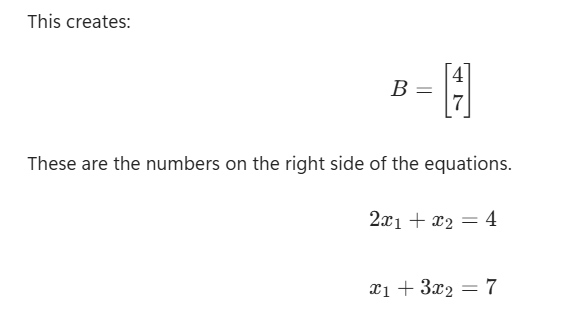 This creates:
B = [4
7]
These are the numbers on the right side of the equations.
2x₁ + x₂ = 4
x₁ + 3x₂ = 7